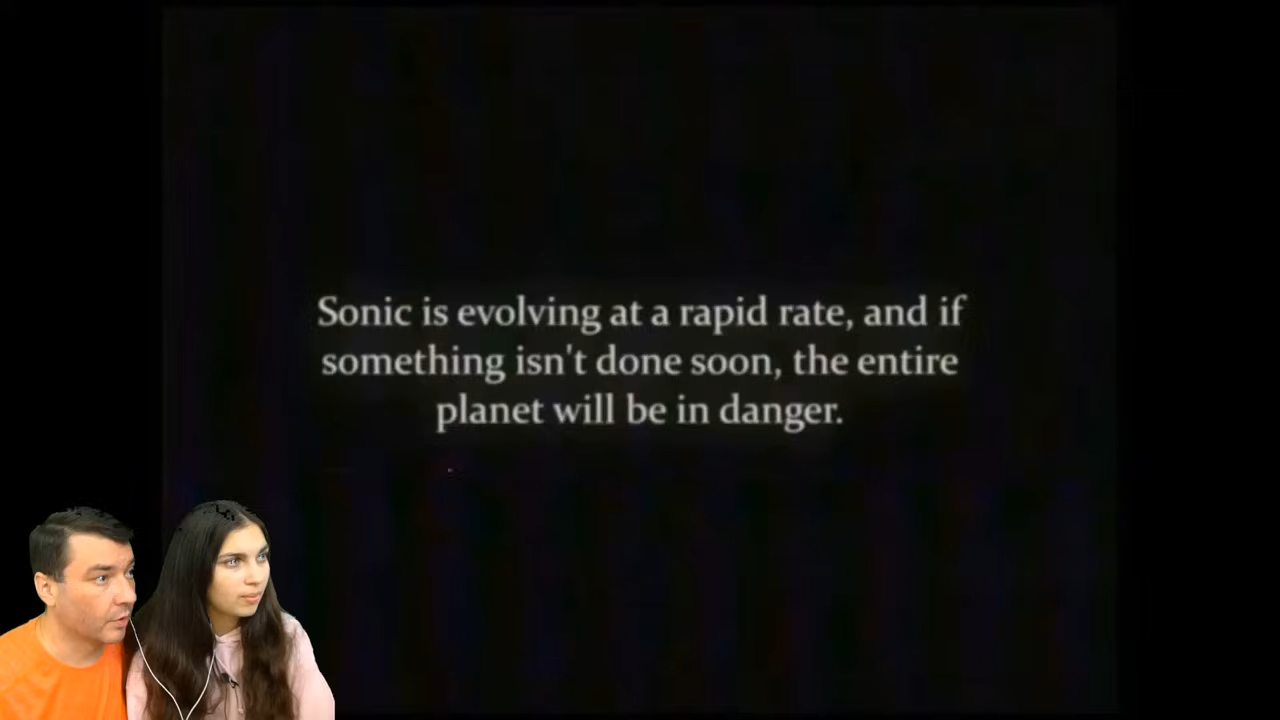 Sonic is evolving at a rapid rate, and if
something isn't done soon, the entire
planet will be in danger.